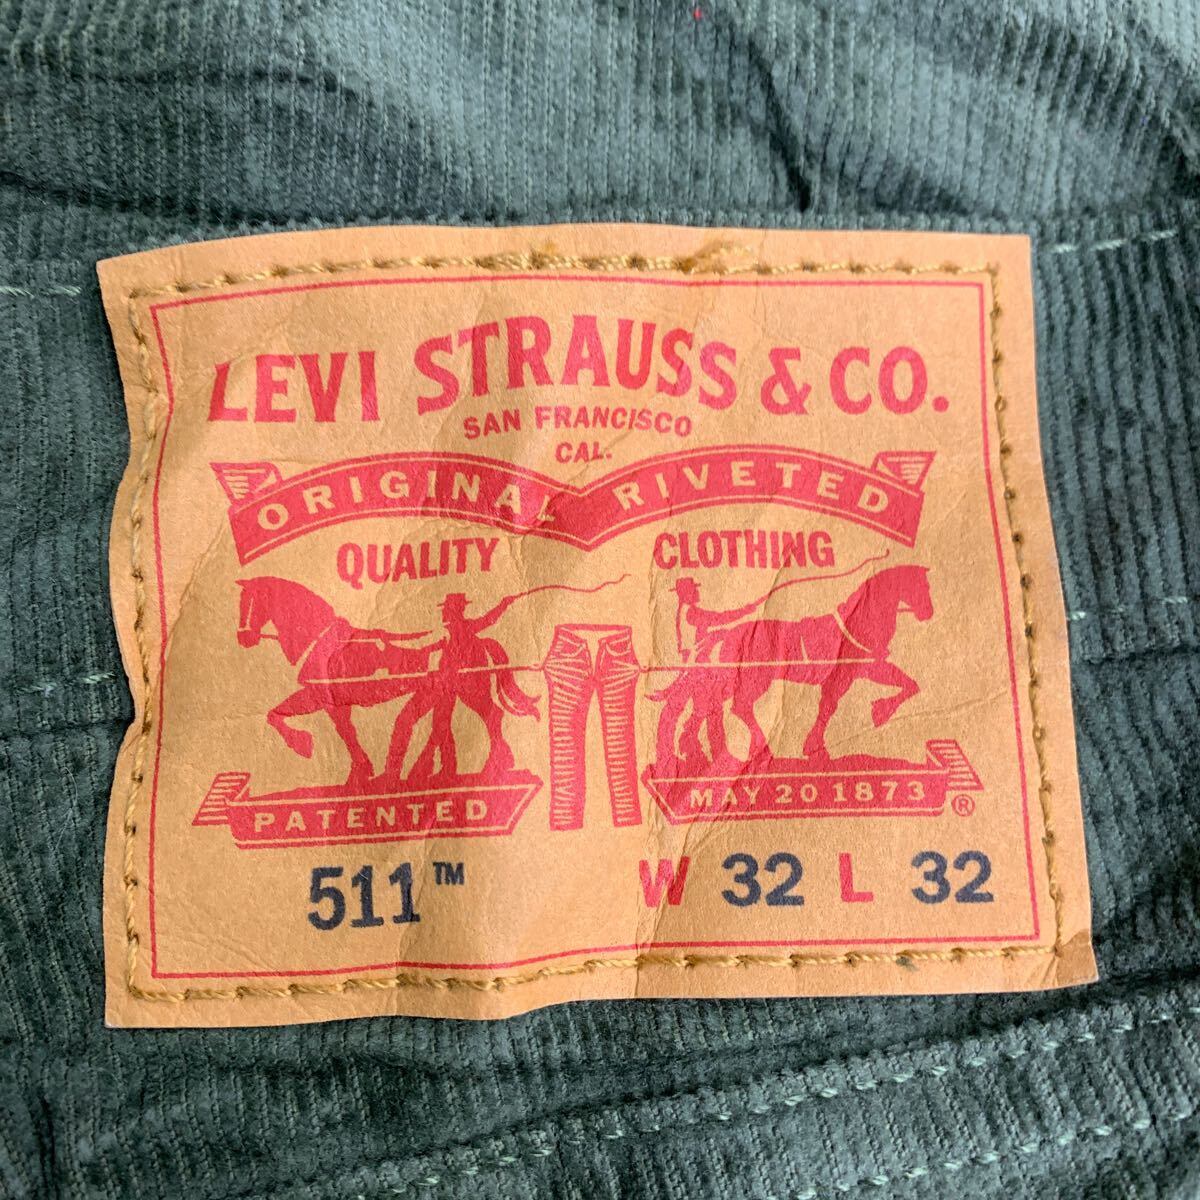 LEVI STRAUSS & CO.
SAN FRANCISCO
CAL.
ORIGINAL RIVETED
QUALITY CLOTHING
PATENTED MAY 20 1873 ®
511™ W 32 L 32